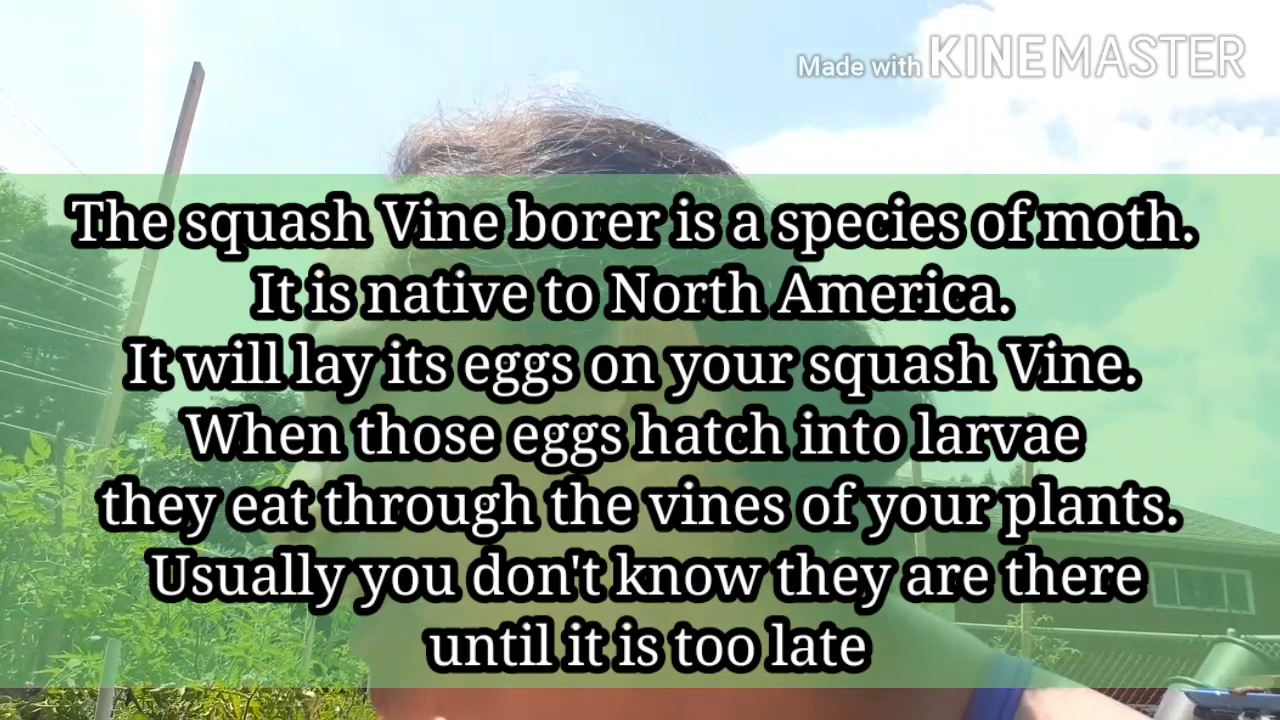 Made with KINEMASTER
The squash Vine borer is a species of moth.
It is native to North America.
It will lay its eggs on your squash Vine.
When those eggs hatch into larvae
they eat through the vines of your plants.
Usually you don't know they are there
until it is too late